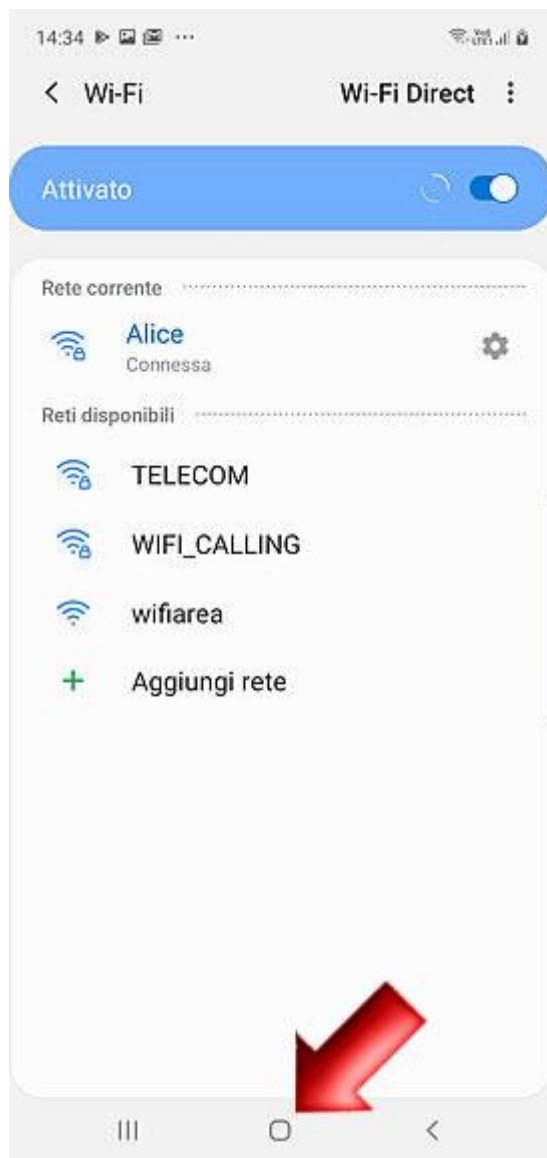 14:34
Wi-Fi
Wi-Fi Direct
Attivato
Rete corrente
Alice
Connessa
Reti disponibili
TELECOM
WIFI_CALLING
wifiarea
Aggiungi rete